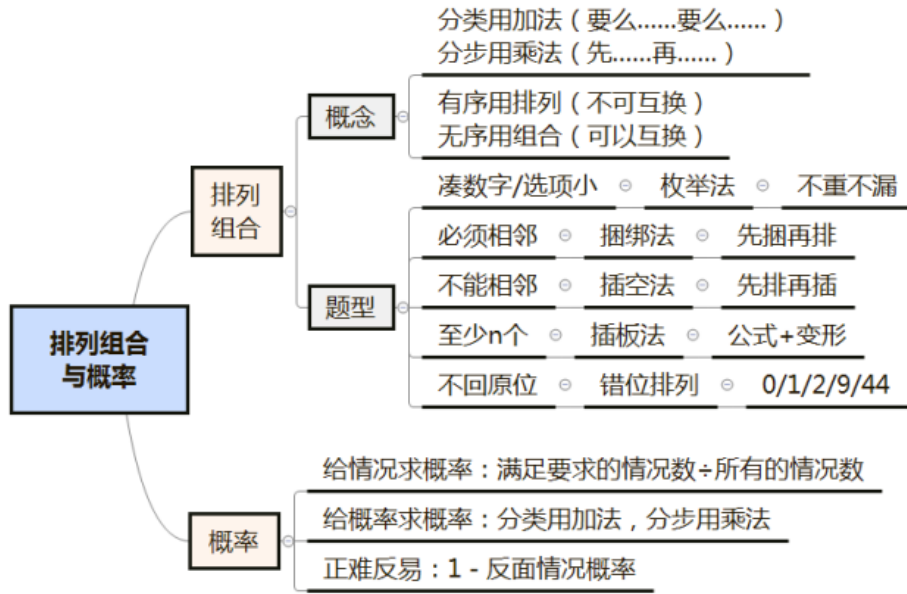 排列组合
与概率
排列
组合
概念
分类用加法（要么……要么……）
分步用乘法（先……再……）
有序用排列（不可互换）
无序用组合（可以互换）
题型
凑数字/选项小 枚举法 不重不漏
必须相邻 捆绑法 先捆再排
不能相邻 插空法 先排再插
至少n个 插板法 公式+变形
不回原位 错位排列 0/1/2/9/44
概率
给情况求概率：满足要求的情况数÷所有的情况数
给概率求概率：分类用加法，分步用乘法
正难反易：1 - 反面情况概率